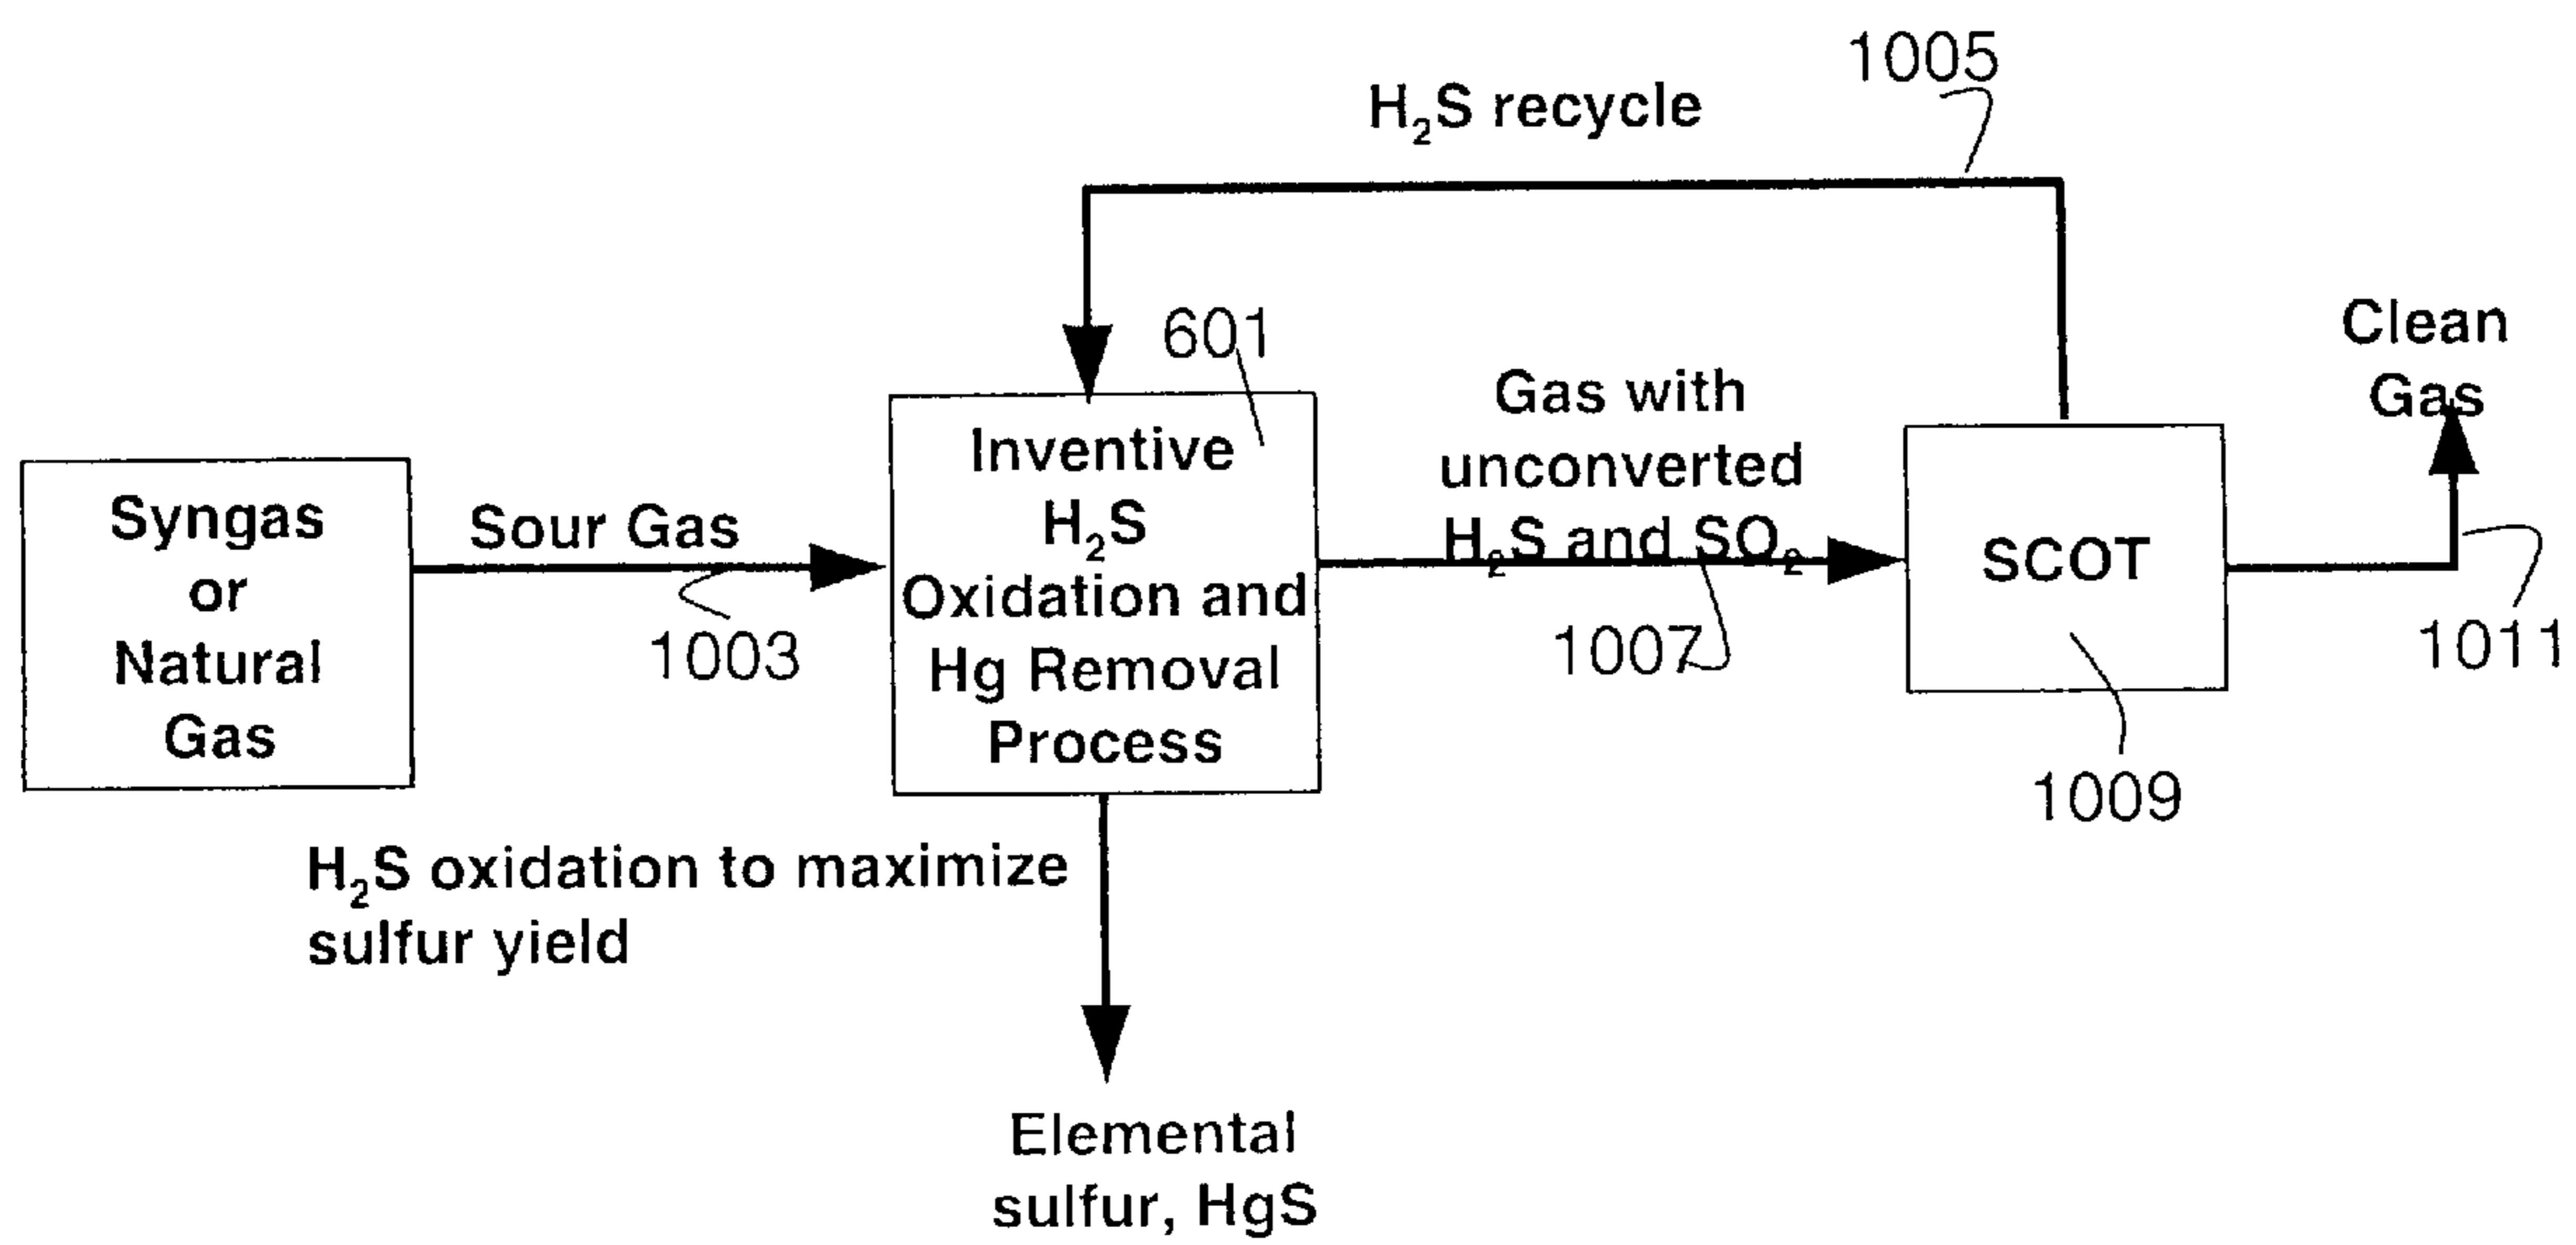 1005
H₂S recycle
601
Clean
Gas
Gas with
unconverted
H₂S and SO₂
Inventive
H₂S
Oxidation and
Hg Removal
Process
Syngas
or
Natural
Gas
Sour Gas
1003
1007
SCOT
1011
1009
H₂S oxidation to maximize
sulfur yield
Elemental
sulfur, HgS